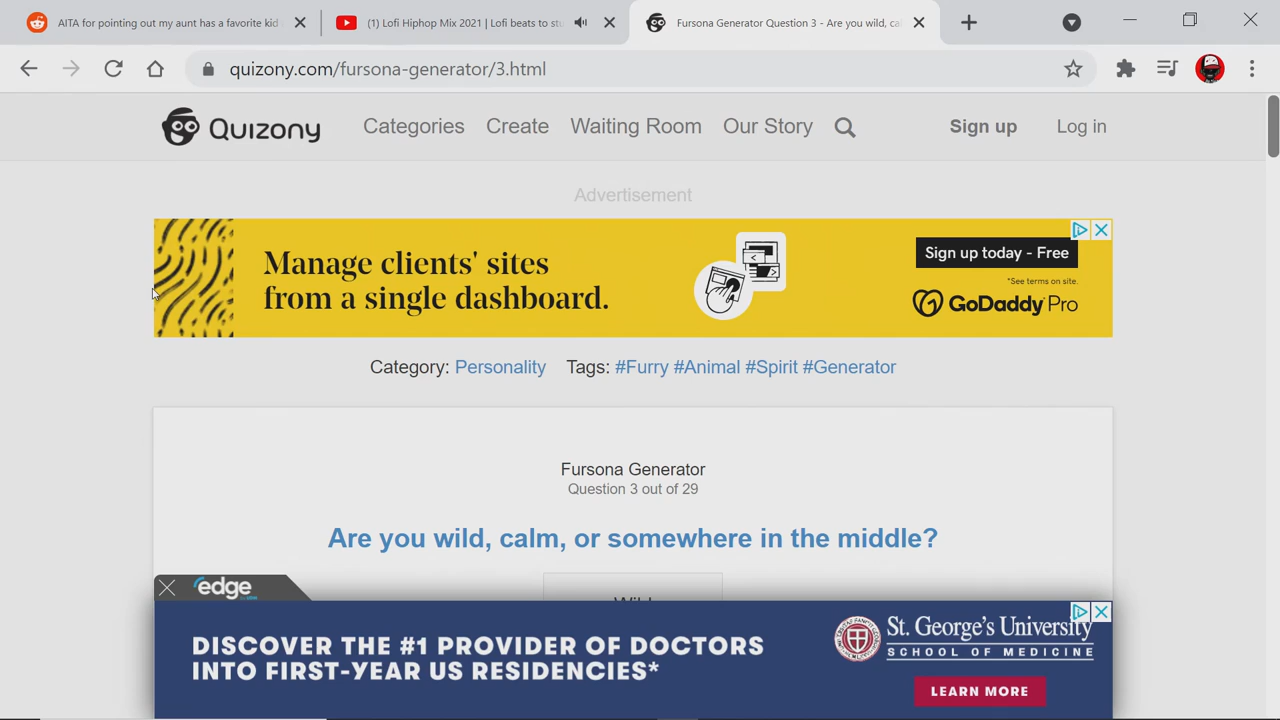 AITA for pointing out my aunt has a favorite kid
(1) Lofi Hiphop Mix 2021 | Lofi beats to stu
Fursona Generator Question 3 - Are you wild, ca
quizony.com/fursona-generator/3.html
Quizony
Categories
Create
Waiting Room
Our Story
Sign up
Log in
Advertisement
Manage clients' sites
from a single dashboard.
Sign up today - Free
*See terms on site.
GoDaddy Pro
Category: Personality Tags: #Furry #Animal #Spirit #Generator
Fursona Generator
Question 3 out of 29
Are you wild, calm, or somewhere in the middle?
Wild
edge
DISCOVER THE #1 PROVIDER OF DOCTORS
INTO FIRST-YEAR US RESIDENCIES*
St. George's University
SCHOOL OF MEDICINE
LEARN MORE